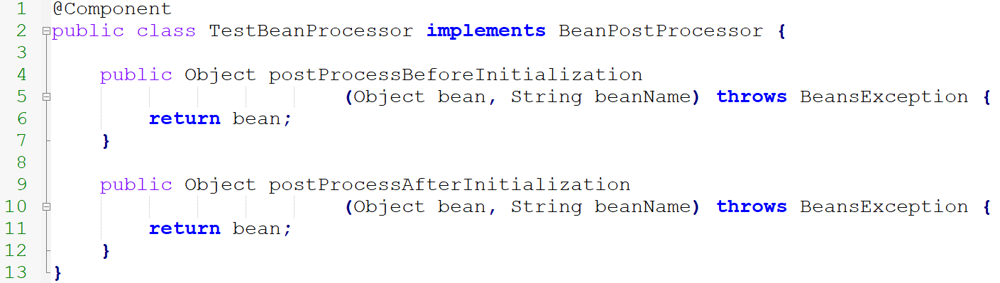 1 @Component
2 public class TestBeanProcessor implements BeanPostProcessor {
3
4 public Object postProcessBeforeInitialization
5 (Object bean, String beanName) throws BeansException {
6 return bean;
7 }
8
9 public Object postProcessAfterInitialization
10 (Object bean, String beanName) throws BeansException {
11 return bean;
12 }
13 }